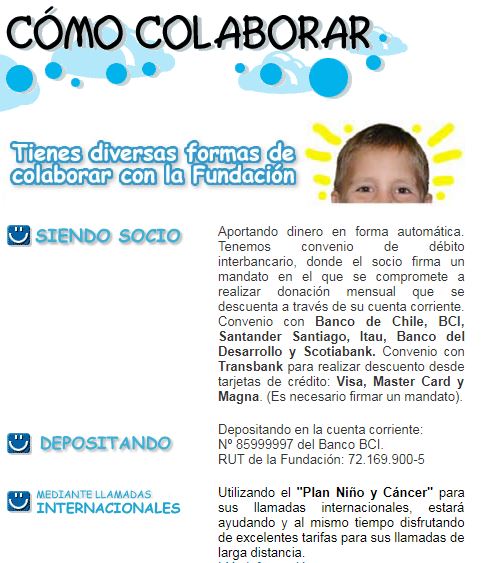 CÓMO COLABORAR
Tienes diversas formas de
colaborar con la Fundación
SIENDO SOCIO
Aportando dinero en forma automática.
Tenemos convenio de débito
interbancario, donde el socio firma un
mandato en el que se compromete a
realizar donación mensual que se
descuenta a través de su cuenta corriente.
Convenio con Banco de Chile, BCI,
Santander Santiago, Itau, Banco del
Desarrollo y Scotiabank. Convenio con
Transbank para realizar descuento desde
tarjetas de crédito: Visa, Master Card y
Magna. (Es necesario firmar un mandato).
DEPOSITANDO
Depositando en la cuenta corriente:
Nº 85999997 del Banco BCI.
RUT de la Fundación: 72.169.900-5
MEDIANTE LLAMADAS
INTERNACIONALES
Utilizando el "Plan Niño y Cáncer" para
sus llamadas internacionales, estará
ayudando y al mismo tiempo disfrutando
de excelentes tarifas para sus llamadas de
larga distancia.